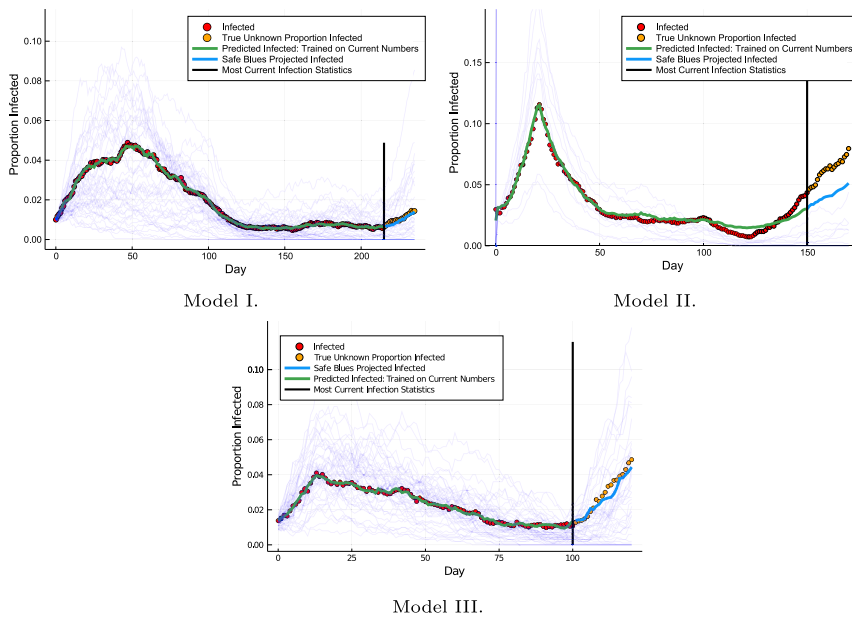 Infected
True Unknown Proportion Infected
Predicted Infected: Trained on Current Numbers
Safe Blues Projected Infected
Most Current Infection Statistics
Proportion Infected
0.10
0.08
0.06
0.04
0.02
0.00
0 50 100 150 200
Day
Model I.
Infected
True Unknown Proportion Infected
Predicted Infected: Trained on Current Numbers
Safe Blues Projected Infected
Most Current Infection Statistics
Proportion Infected
0.15
0.10
0.05
0.00
0 50 100 150
Day
Model II.
Infected
True Unknown Proportion Infected
Safe Blues Projected Infected
Predicted Infected: Trained on Current Numbers
Most Current Infection Statistics
Proportion Infected
0.10
0.08
0.06
0.04
0.02
0.00
0 25 50 75 100
Day
Model III.